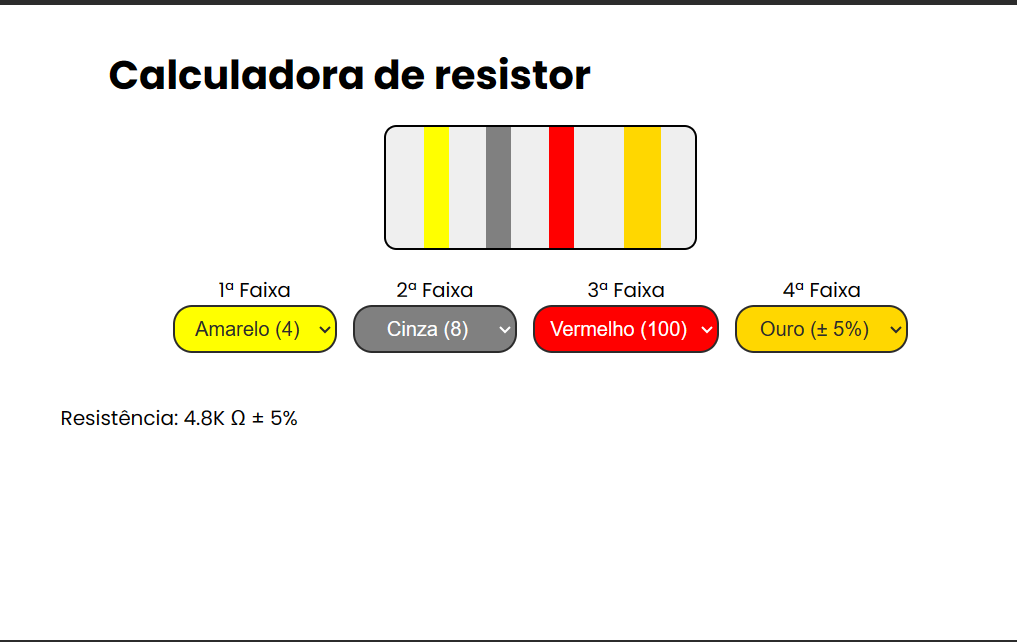 Calculadora de resistor
1ª Faixa 2ª Faixa 3ª Faixa 4ª Faixa
Amarelo (4) Cinza (8) Vermelho (100) Ouro (± 5%)
Resistência: 4.8K Ω ± 5%